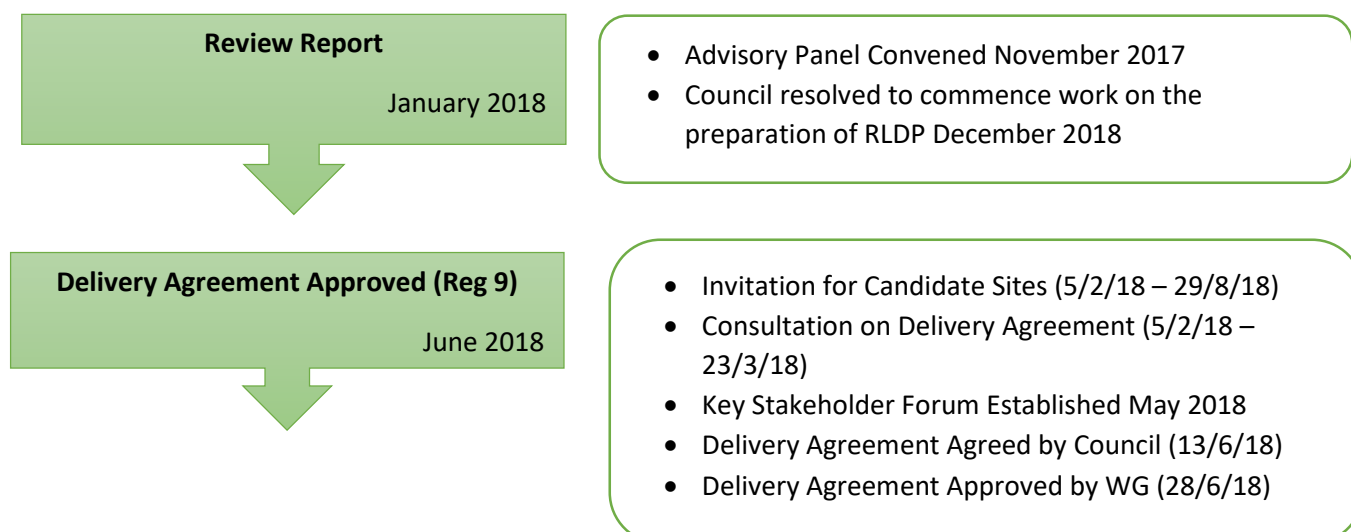 Review Report
January 2018
• Advisory Panel Convened November 2017
• Council resolved to commence work on the
preparation of RLDP December 2018
Delivery Agreement Approved (Reg 9)
June 2018
• Invitation for Candidate Sites (5/2/18 – 29/8/18)
• Consultation on Delivery Agreement (5/2/18 –
23/3/18)
• Key Stakeholder Forum Established May 2018
• Delivery Agreement Agreed by Council (13/6/18)
• Delivery Agreement Approved by WG (28/6/18)